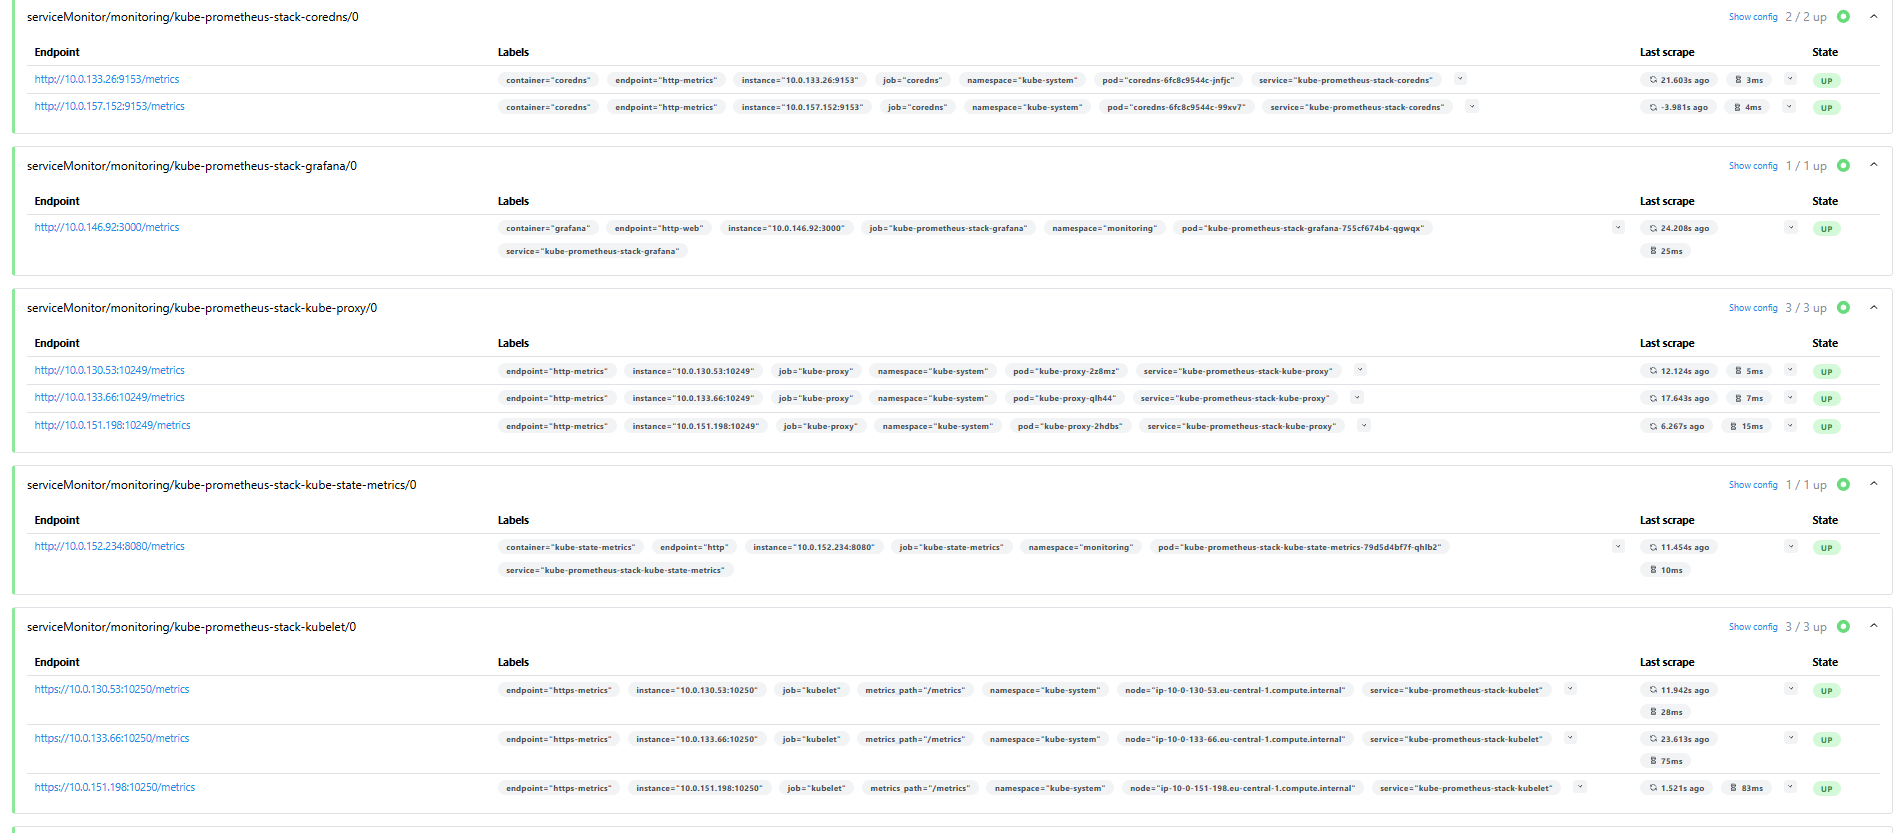 serviceMonitor/monitoring/kube-prometheus-stack-coredns/0 Show config 2 / 2 up
Endpoint Labels Last scrape State
http://10.0.133.26:9153/metrics container="coredns" endpoint="http-metrics" instance="10.0.133.26:9153" job="coredns" namespace="kube-system" pod="coredns-6fc8c9544c-jnfjc" service="kube-prometheus-stack-coredns" 21.603s ago 3ms UP
http://10.0.157.152:9153/metrics container="coredns" endpoint="http-metrics" instance="10.0.157.152:9153" job="coredns" namespace="kube-system" pod="coredns-6fc8c9544c-99xv7" service="kube-prometheus-stack-coredns" -3.981s ago 4ms UP
serviceMonitor/monitoring/kube-prometheus-stack-grafana/0 Show config 1 / 1 up
Endpoint Labels Last scrape State
http://10.0.146.92:3000/metrics container="grafana" endpoint="http-web" instance="10.0.146.92:3000" job="kube-prometheus-stack-grafana" namespace="monitoring" pod="kube-prometheus-stack-grafana-755cf674b4-qgwqx" 24.208s ago UP
service="kube-prometheus-stack-grafana" 25ms
serviceMonitor/monitoring/kube-prometheus-stack-kube-proxy/0 Show config 3 / 3 up
Endpoint Labels Last scrape State
http://10.0.130.53:10249/metrics endpoint="http-metrics" instance="10.0.130.53:10249" job="kube-proxy" namespace="kube-system" pod="kube-proxy-2z8mz" service="kube-prometheus-stack-kube-proxy" 12.124s ago 5ms UP
http://10.0.133.66:10249/metrics endpoint="http-metrics" instance="10.0.133.66:10249" job="kube-proxy" namespace="kube-system" pod="kube-proxy-qlh44" service="kube-prometheus-stack-kube-proxy" 17.643s ago 7ms UP
http://10.0.151.198:10249/metrics endpoint="http-metrics" instance="10.0.151.198:10249" job="kube-proxy" namespace="kube-system" pod="kube-proxy-2hdbs" service="kube-prometheus-stack-kube-proxy" 6.267s ago 15ms UP
serviceMonitor/monitoring/kube-prometheus-stack-kube-state-metrics/0 Show config 1 / 1 up
Endpoint Labels Last scrape State
http://10.0.152.234:8080/metrics container="kube-state-metrics" endpoint="http" instance="10.0.152.234:8080" job="kube-state-metrics" namespace="monitoring" pod="kube-prometheus-stack-kube-state-metrics-79d5d4bf7f-qhlb2" 11.454s ago UP
service="kube-prometheus-stack-kube-state-metrics" 10ms
serviceMonitor/monitoring/kube-prometheus-stack-kubelet/0 Show config 3 / 3 up
Endpoint Labels Last scrape State
https://10.0.130.53:10250/metrics endpoint="https-metrics" instance="10.0.130.53:10250" job="kubelet" metrics_path="/metrics" namespace="kube-system" node="ip-10-0-130-53.eu-central-1.compute.internal" service="kube-prometheus-stack-kubelet" 11.942s ago UP
28ms
https://10.0.133.66:10250/metrics endpoint="https-metrics" instance="10.0.133.66:10250" job="kubelet" metrics_path="/metrics" namespace="kube-system" node="ip-10-0-133-66.eu-central-1.compute.internal" service="kube-prometheus-stack-kubelet" 23.613s ago UP
75ms
https://10.0.151.198:10250/metrics endpoint="https-metrics" instance="10.0.151.198:10250" job="kubelet" metrics_path="/metrics" namespace="kube-system" node="ip-10-0-151-198.eu-central-1.compute.internal" service="kube-prometheus-stack-kubelet" 1.521s ago 83ms UP